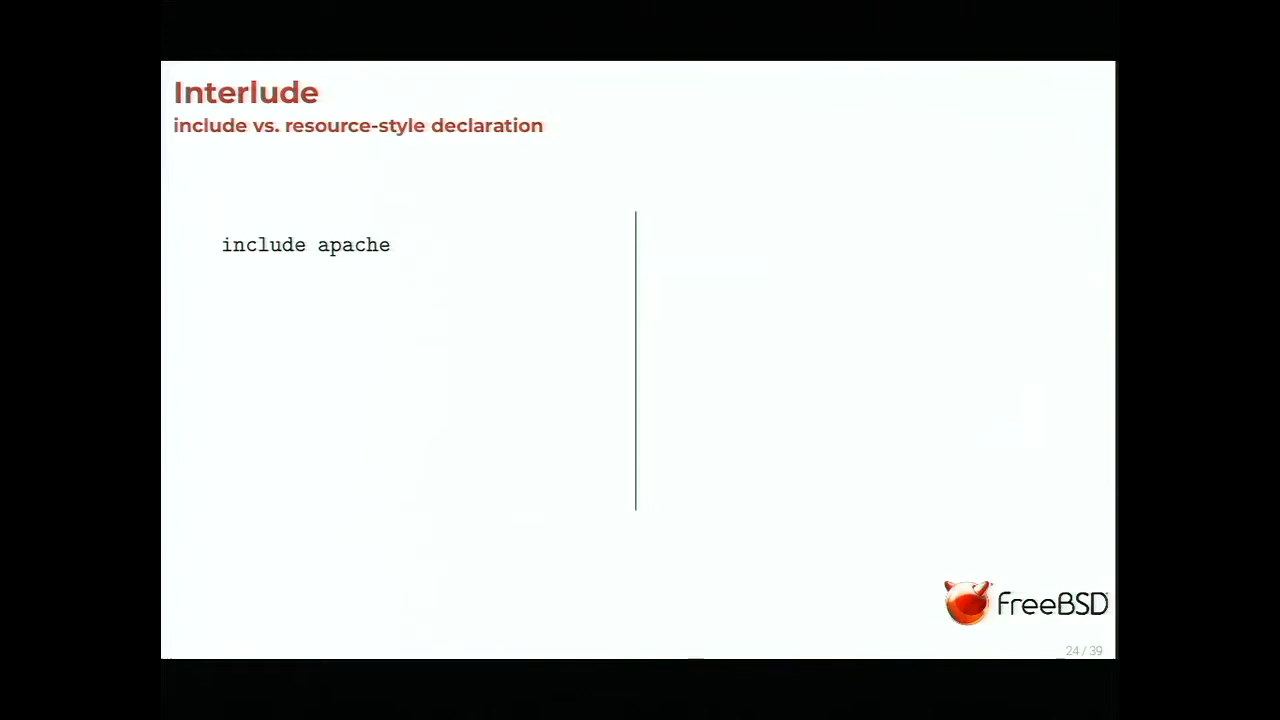 Interlude
include vs. resource-style declaration
include apache
FreeBSD
24 / 39